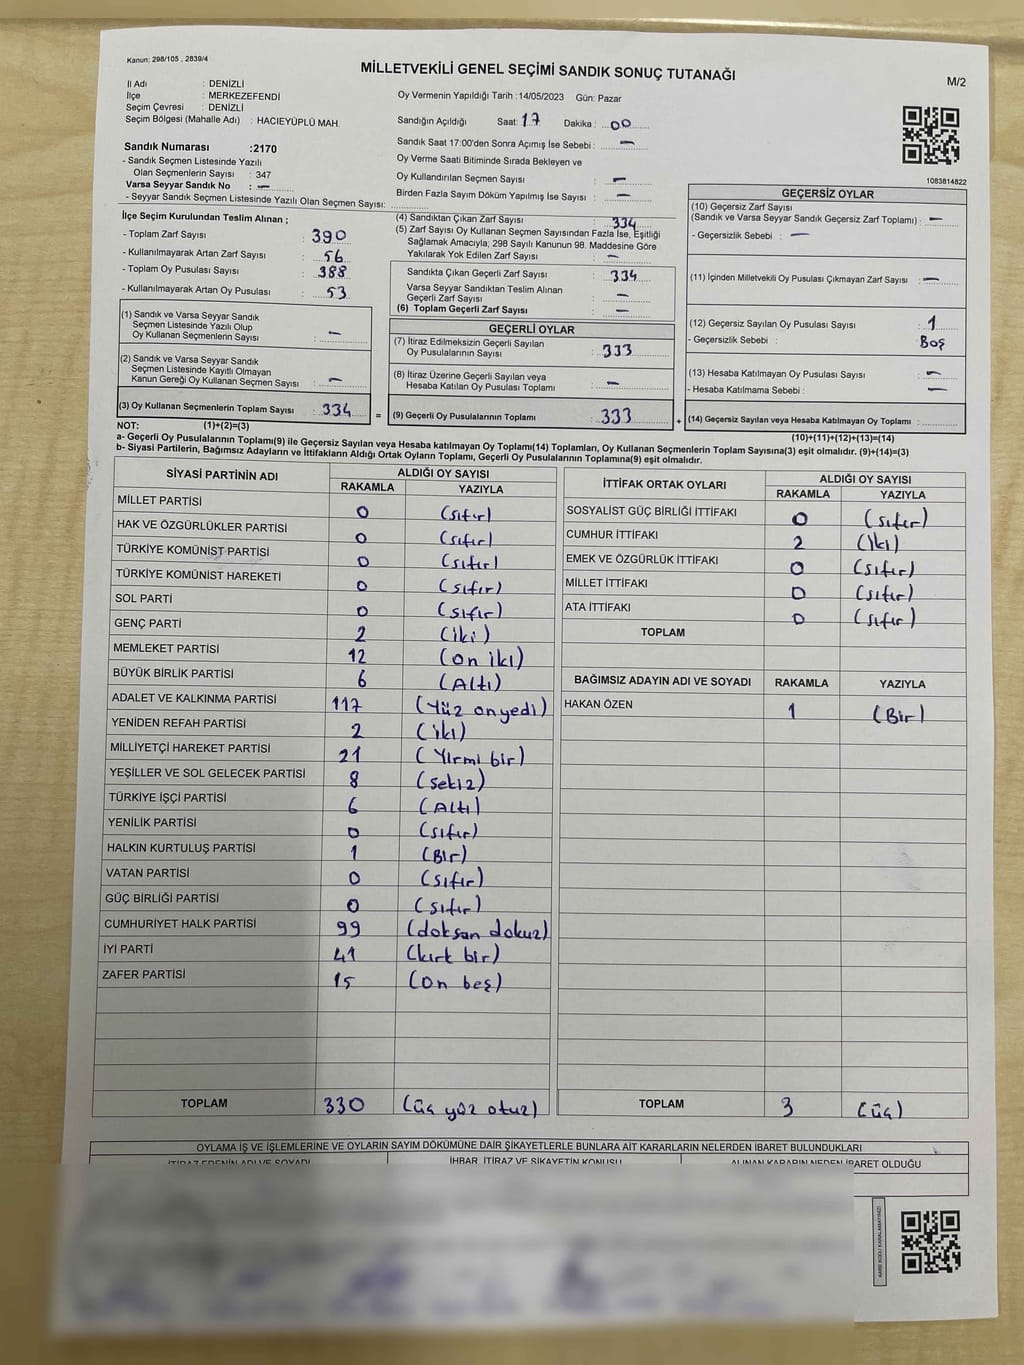 Kanun: 298/105 , 2839/4
MİLLETVEKİLİ GENEL SEÇİMİ SANDIK SONUÇ TUTANAĞI
M/2
İl Adı : DENİZLİ
İlçe : MERKEZEFENDİ
Seçim Çevresi : DENİZLİ
Seçim Bölgesi (Mahalle Adı) : HACIEYÜPLÜ MAH.
Sandık Numarası :2170
- Sandık Seçmen Listesinde Yazılı
Olan Seçmenlerin Sayısı : 347
Varsa Seyyar Sandık No : —
- Seyyar Sandık Seçmen Listesinde Yazılı Olan Seçmen Sayısı:
Oy Vermenin Yapıldığı Tarih :14/05/2023 Gün: Pazar
Sandığın Açıldığı Saat: 17 Dakika : 00
Sandık Saat 17:00'den Sonra Açımış İse Sebebi : —
Oy Verme Saati Bitiminde Sırada Bekleyen ve
Oy Kullandırılan Seçmen Sayısı : —
Birden Fazla Sayım Döküm Yapılmış İse Sayısı : —
1083814822
İlçe Seçim Kurulundan Teslim Alınan ;
- Toplam Zarf Sayısı : 390
- Kullanılmayarak Artan Zarf Sayısı : 56
- Toplam Oy Pusulası Sayısı : 388
- Kullanılmayarak Artan Oy Pusulası : 53
(1) Sandık ve Varsa Seyyar Sandık
Seçmen Listesinde Yazılı Olup
Oy Kullanan Seçmenlerin Sayısı : —
(2) Sandık ve Varsa Seyyar Sandık
Seçmen Listesinde Kayıtlı Olmayan
Kanun Gereği Oy Kullanan Seçmen Sayısı : —
(3) Oy Kullanan Seçmenlerin Toplam Sayısı : 334
(4) Sandıktan Çıkan Zarf Sayısı : 334
(5) Zarf Sayısı Oy Kullanan Seçmen Sayısından Fazla İse, Eşitliği
Sağlamak Amacıyla; 298 Sayılı Kanunun 98. Maddesine Göre
Yakılarak Yok Edilen Zarf Sayısı : —
Sandıkta Çıkan Geçerli Zarf Sayısı : 334
Varsa Seyyar Sandıktan Teslim Alınan
Geçerli Zarf Sayısı : —
(6) Toplam Geçerli Zarf Sayısı : —
GEÇERLİ OYLAR
(7) İtiraz Edilmeksizin Geçerli Sayılan
Oy Pusulalarının Sayısı : 333
(8) İtiraz Üzerine Geçerli Sayılan veya
Hesaba Katılan Oy Pusulası Toplamı : —
= (9) Geçerli Oy Pusulalarının Toplamı : 333 +
GEÇERSİZ OYLAR
(10) Geçersiz Zarf Sayısı
(Sandık ve Varsa Seyyar Sandık Geçersiz Zarf Toplamı) : —
- Geçersizlik Sebebi : —
(11) İçinden Milletvekili Oy Pusulası Çıkmayan Zarf Sayısı : —
(12) Geçersiz Sayılan Oy Pusulası Sayısı : 1
- Geçersizlik Sebebi : Boş
(13) Hesaba Katılmayan Oy Pusulası Sayısı : —
- Hesaba Katılmama Sebebi : —
(14) Geçersiz Sayılan veya Hesaba Katılmayan Oy Toplamı :
NOT: (1)+(2)=(3)
(10)+(11)+(12)+(13)=(14)
a- Geçerli Oy Pusulalarının Toplamı(9) ile Geçersiz Sayılan veya Hesaba katılmayan Oy Toplamı(14) Toplamları, Oy Kullanan Seçmenlerin Toplam Sayısına(3) eşit olmalıdır. (9)+(14)=(3)
b- Siyasi Partilerin, Bağımsız Adayların ve İttifakların Aldığı Ortak Oyların Toplamı, Geçerli Oy Pusulalarının Toplamına(9) eşit olmalıdır.
SİYASİ PARTİNİN ADI ALDIĞI OY SAYISI
RAKAMLA YAZIYLA
MİLLET PARTİSİ 0 (sıfır)
HAK VE ÖZGÜRLÜKLER PARTİSİ 0 (sıfır)
TÜRKİYE KOMÜNİST PARTİSİ 0 (sıfır)
TÜRKİYE KOMÜNİST HAREKETİ 0 (sıfır)
SOL PARTİ 0 (sıfır)
GENÇ PARTİ 2 (iki)
MEMLEKET PARTİSİ 12 (on iki)
BÜYÜK BİRLİK PARTİSİ 6 (Altı)
ADALET VE KALKINMA PARTİSİ 117 (Yüz onyedi)
YENİDEN REFAH PARTİSİ 2 (iki)
MİLLİYETÇİ HAREKET PARTİSİ 21 (Yirmi bir)
YEŞİLLER VE SOL GELECEK PARTİSİ 8 (sekiz)
TÜRKİYE İŞÇİ PARTİSİ 6 (Altı)
YENİLİK PARTİSİ 0 (sıfır)
HALKIN KURTULUŞ PARTİSİ 1 (Bir)
VATAN PARTİSİ 0 (sıfır)
GÜÇ BİRLİĞİ PARTİSİ 0 (sıfır)
CUMHURİYET HALK PARTİSİ 99 (doksan dokuz)
İYİ PARTİ 41 (kırk bir)
ZAFER PARTİSİ 15 (on beş)
TOPLAM 330 (üç yüz otuz)
İTTİFAK ORTAK OYLARI ALDIĞI OY SAYISI
RAKAMLA YAZIYLA
SOSYALİST GÜÇ BİRLİĞİ İTTİFAKI 0 (sıfır)
CUMHUR İTTİFAKI 2 (iki)
EMEK VE ÖZGÜRLÜK İTTİFAKI 0 (sıfır)
MİLLET İTTİFAKI 0 (sıfır)
ATA İTTİFAKI 0 (sıfır)
TOPLAM
BAĞIMSIZ ADAYIN ADI VE SOYADI RAKAMLA YAZIYLA
HAKAN ÖZEN 1 (Bir)
TOPLAM 3 (üç)
OYLAMA İŞ VE İŞLEMLERİNE VE OYLARIN SAYIM DÖKÜMÜNE DAİR ŞİKAYETLERLE BUNLARA AİT KARARLARIN NELERDEN İBARET BULUNDUKLARI
İTİRAZ EDENİN ADI VE SOYADI İHBAR, İTİRAZ VE ŞİKAYETİN KONUSU ALINAN KARARIN NEDEN İBARET OLDUĞU